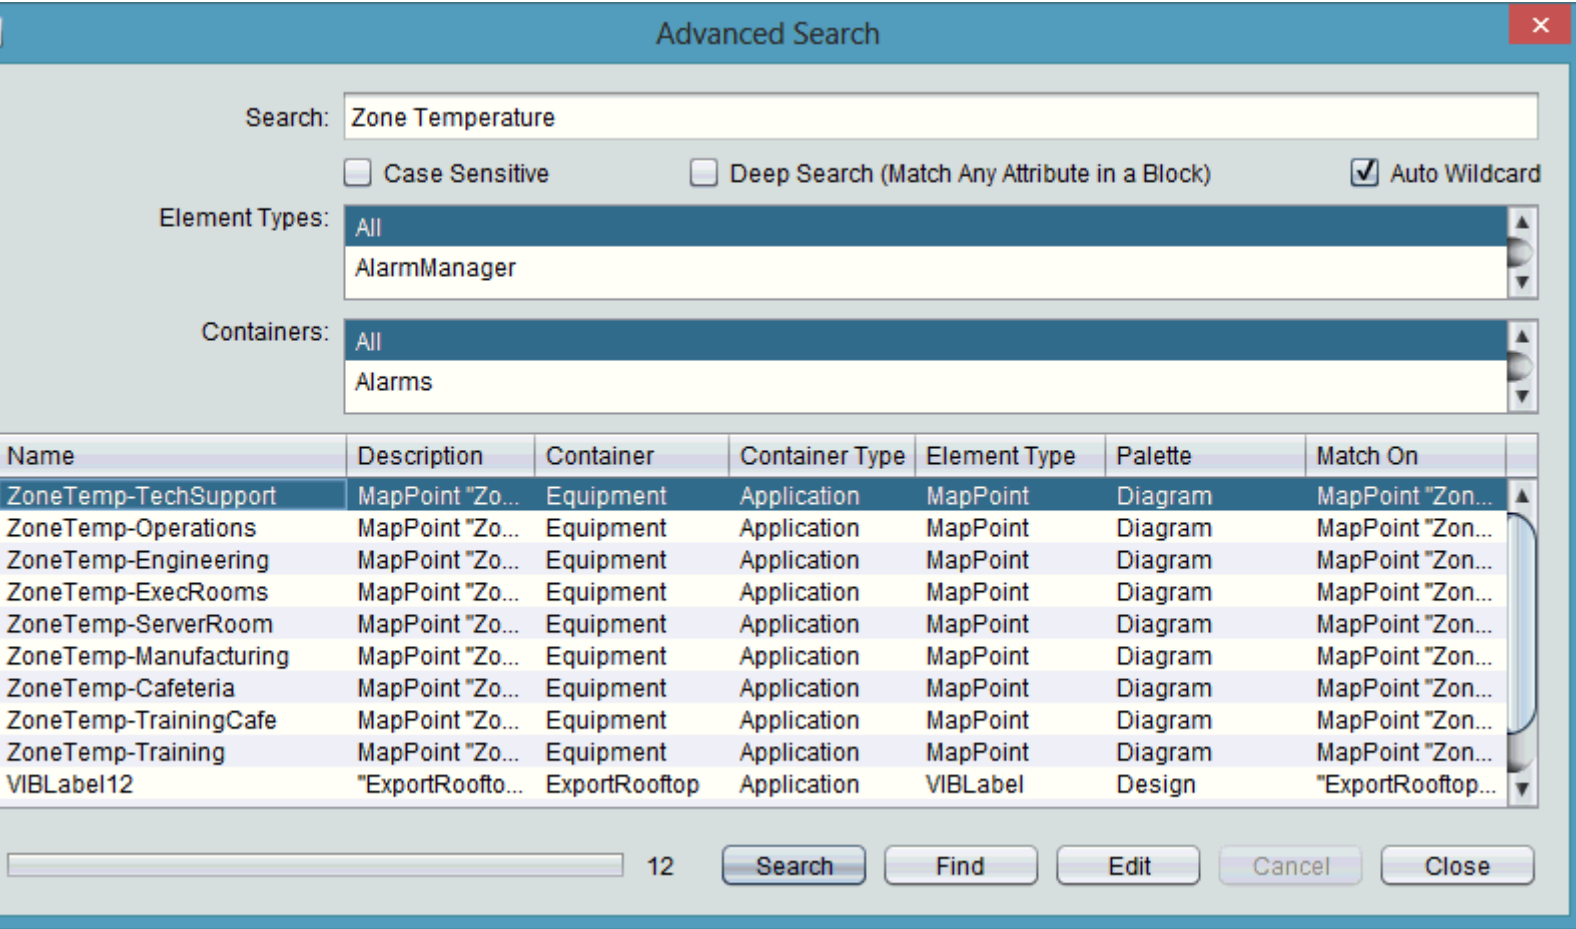 Advanced Search
Search: Zone Temperature
Case Sensitive Deep Search (Match Any Attribute in a Block) Auto Wildcard
Element Types: All
AlarmManager
Containers: All
Alarms
Name Description Container Container Type Element Type Palette Match On
ZoneTemp-TechSupport MapPoint "Zo... Equipment Application MapPoint Diagram MapPoint "Zon...
ZoneTemp-Operations MapPoint "Zo... Equipment Application MapPoint Diagram MapPoint "Zon...
ZoneTemp-Engineering MapPoint "Zo... Equipment Application MapPoint Diagram MapPoint "Zon...
ZoneTemp-ExecRooms MapPoint "Zo... Equipment Application MapPoint Diagram MapPoint "Zon...
ZoneTemp-ServerRoom MapPoint "Zo... Equipment Application MapPoint Diagram MapPoint "Zon...
ZoneTemp-Manufacturing MapPoint "Zo... Equipment Application MapPoint Diagram MapPoint "Zon...
ZoneTemp-Cafeteria MapPoint "Zo... Equipment Application MapPoint Diagram MapPoint "Zon...
ZoneTemp-TrainingCafe MapPoint "Zo... Equipment Application MapPoint Diagram MapPoint "Zon...
ZoneTemp-Training MapPoint "Zo... Equipment Application MapPoint Diagram MapPoint "Zon...
VIBLabel12 "ExportRoofto... ExportRooftop Application VIBLabel Design "ExportRooftop...
12 Search Find Edit Cancel Close